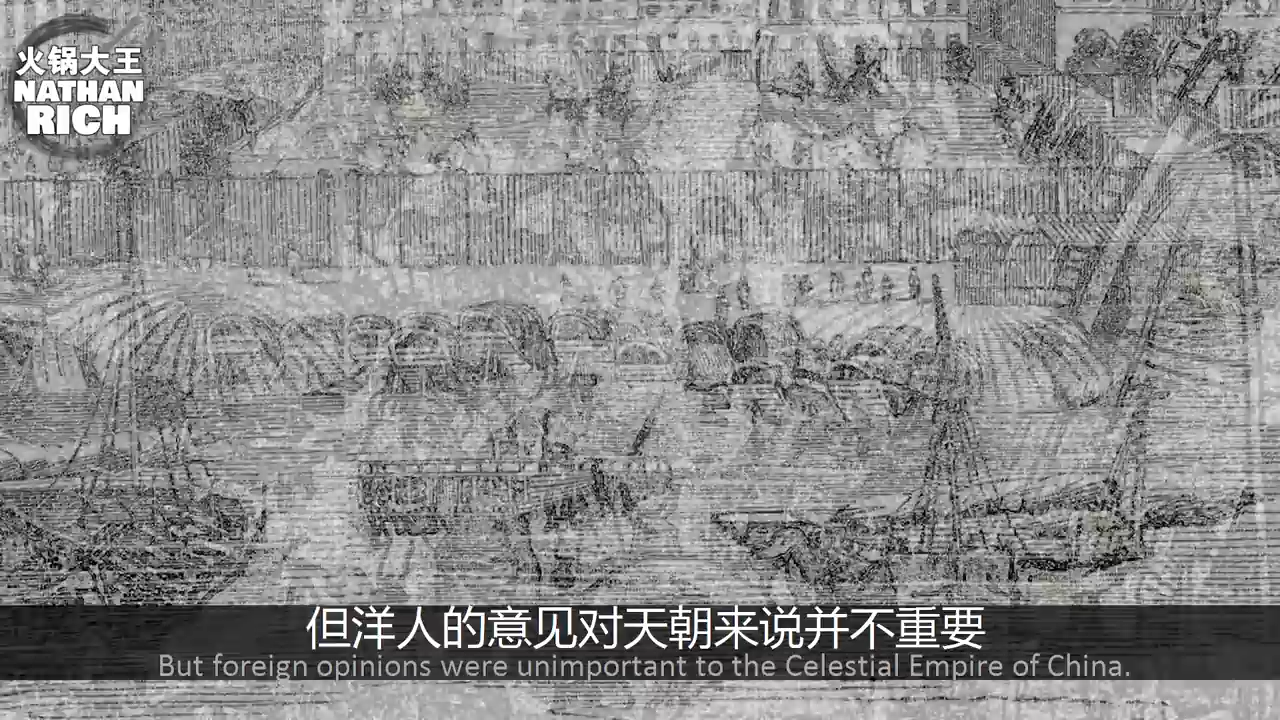 火锅大王
NATHAN
RICH
但洋人的意见对天朝来说并不重要
But foreign opinions were unimportant to the Celestial Empire of China.